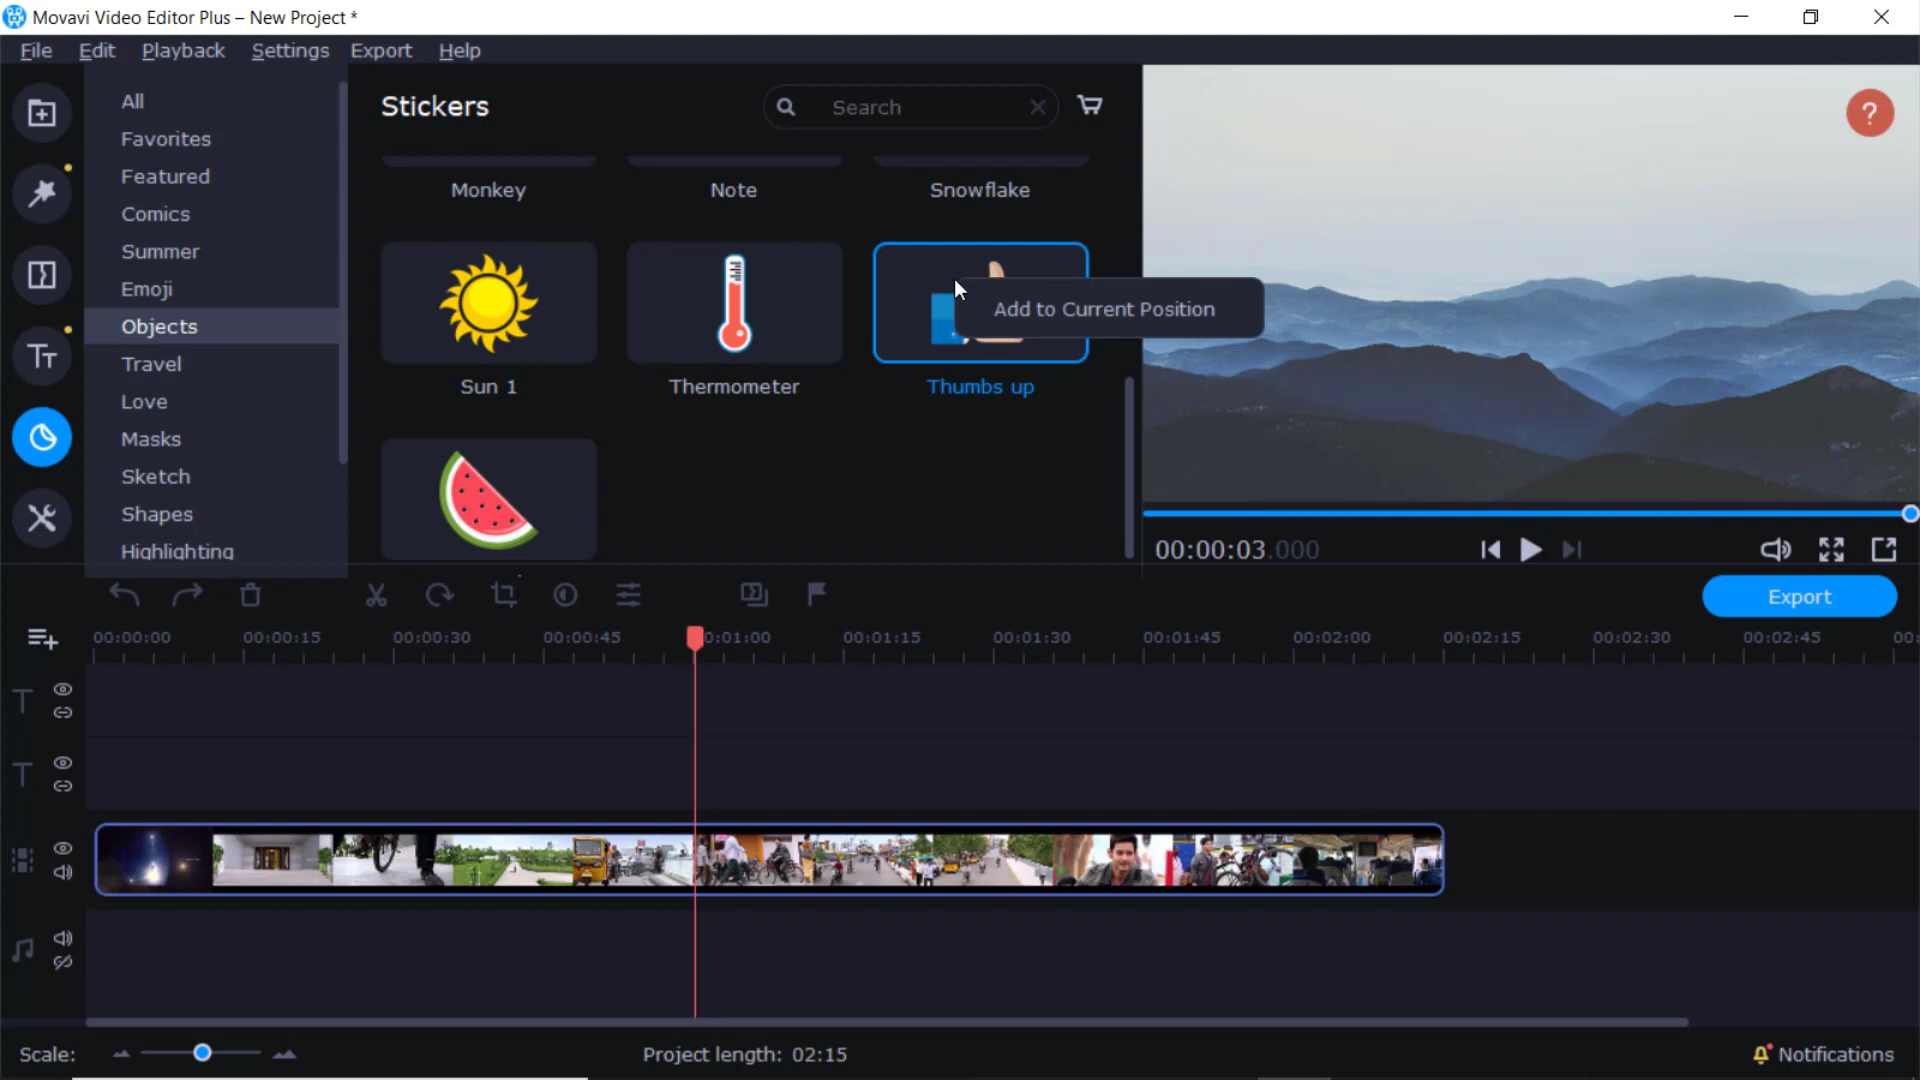 Movavi Video Editor Plus – New Project *
File Edit Playback Settings Export Help
All
Favorites
Featured
Comics
Summer
Emoji
Objects
Travel
Love
Masks
Sketch
Shapes
Highlighting
Stickers
Search
Monkey Note Snowflake
Add to Current Position
Sun 1 Thermometer Thumbs up
?
00:00:03.000
Export
00:00:00 00:00:15 00:00:30 00:00:45 0:01:00 00:01:15 00:01:30 00:01:45 00:02:00 00:02:15 00:02:30 00:02:45 00:
Scale: Project length: 02:15 Notifications